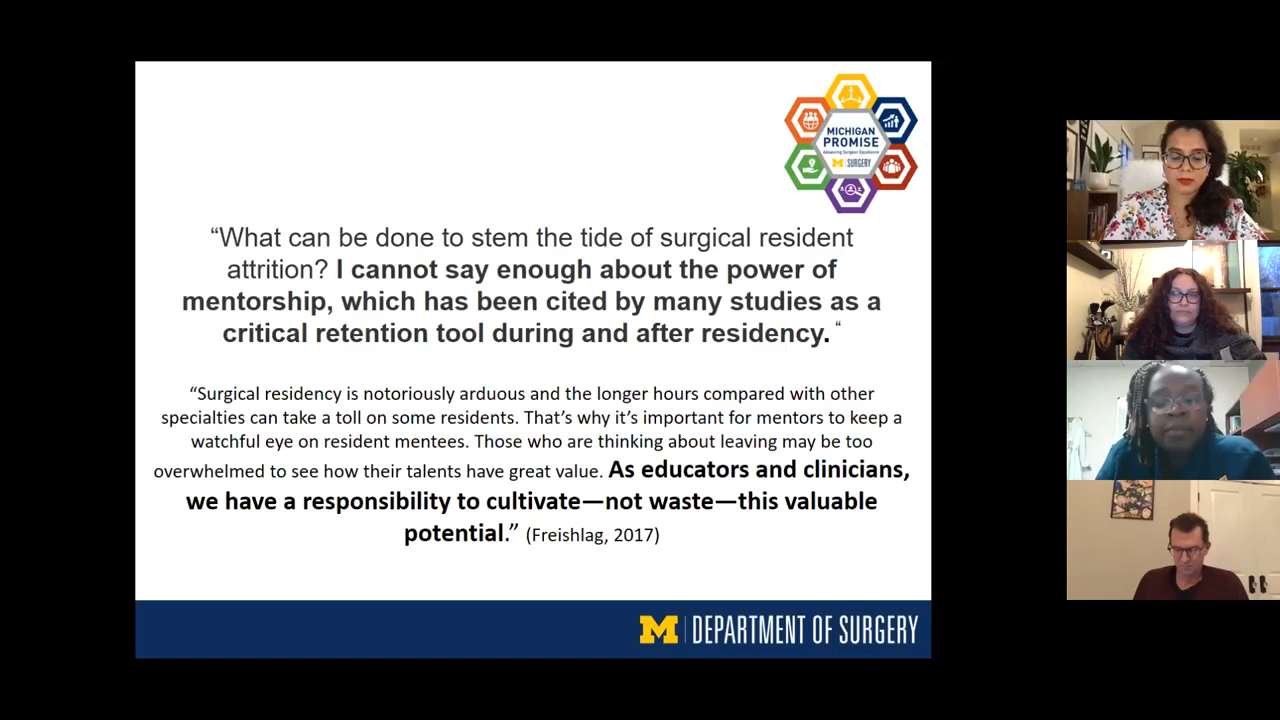 MICHIGAN
PROMISE
Advancing Surgeon Excellence
M | SURGERY
“What can be done to stem the tide of surgical resident
attrition? I cannot say enough about the power of
mentorship, which has been cited by many studies as a
critical retention tool during and after residency. “
“Surgical residency is notoriously arduous and the longer hours compared with other
specialties can take a toll on some residents. That’s why it’s important for mentors to keep a
watchful eye on resident mentees. Those who are thinking about leaving may be too
overwhelmed to see how their talents have great value. As educators and clinicians,
we have a responsibility to cultivate—not waste—this valuable
potential.” (Freishlag, 2017)
M | DEPARTMENT OF SURGERY